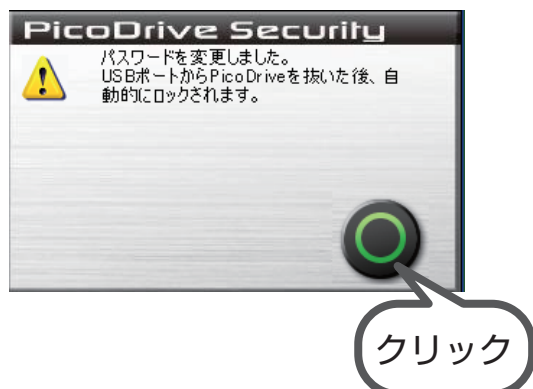 PicoDrive Security
パスワードを変更しました。
USBポートからPicoDriveを抜いた後、自
動的にロックされます。
クリック